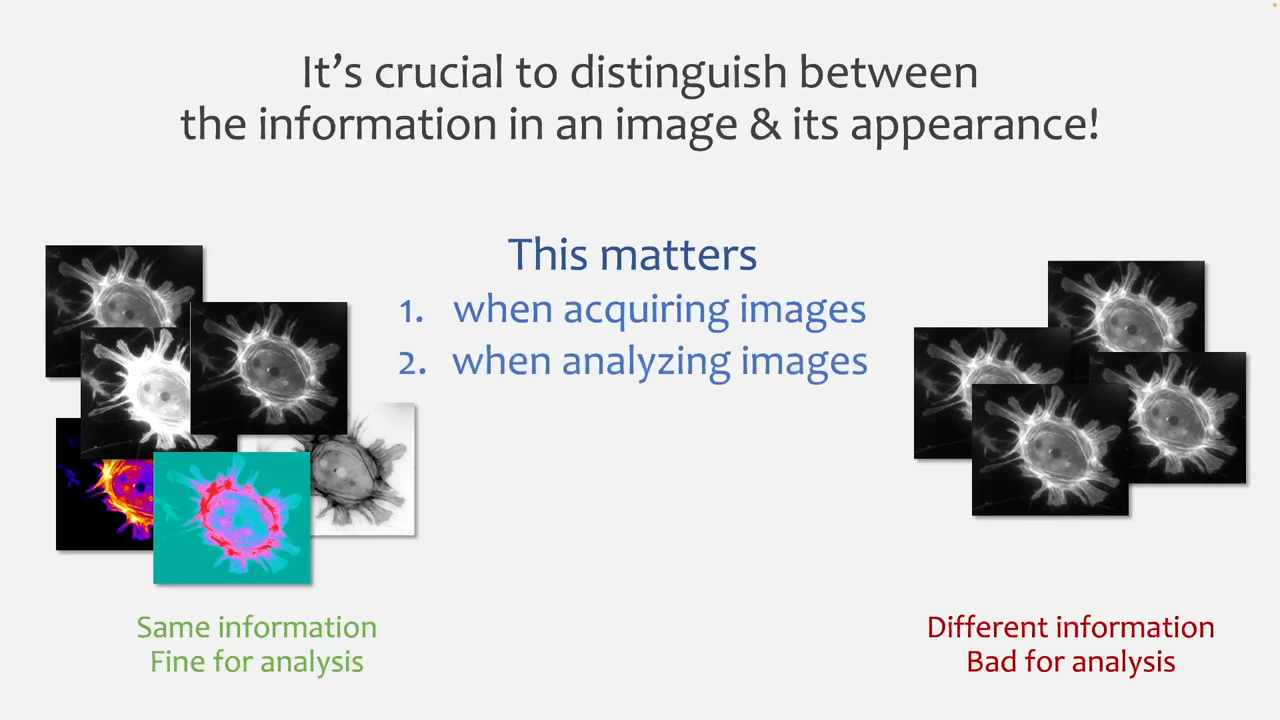 It’s crucial to distinguish between
the information in an image & its appearance!
This matters
1. when acquiring images
2. when analyzing images
Same information
Fine for analysis
Different information
Bad for analysis